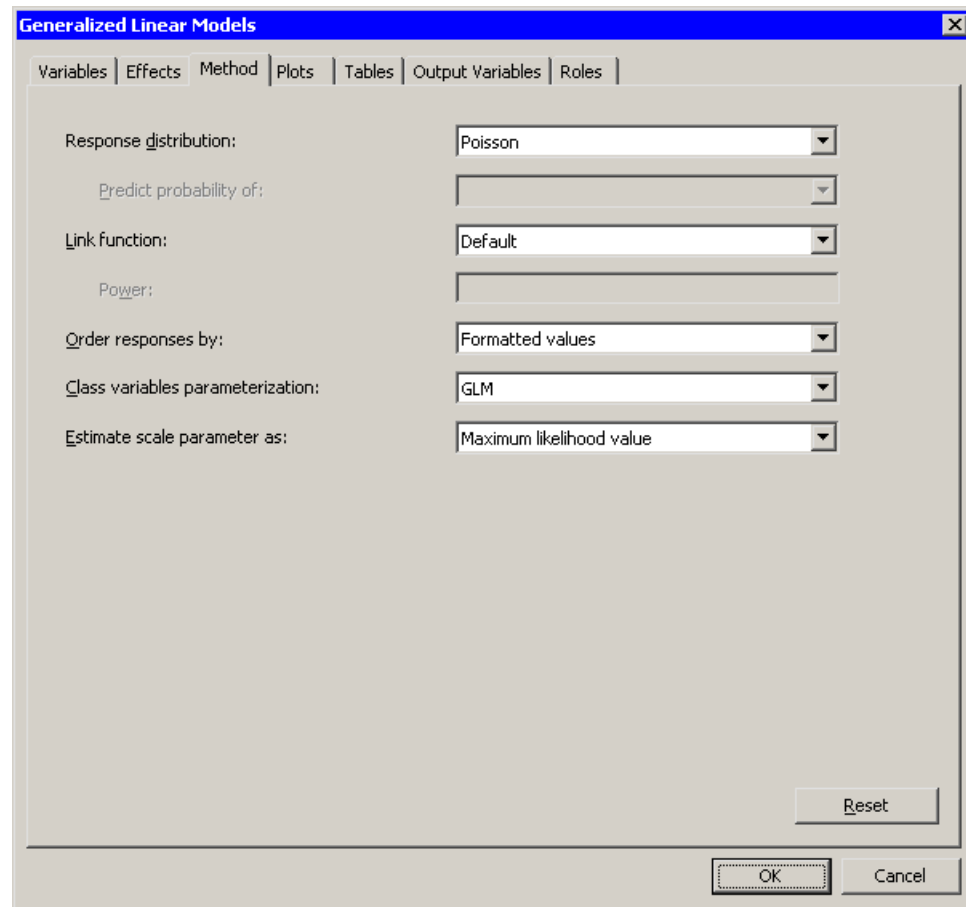 Generalized Linear Models
Variables Effects Method Plots Tables Output Variables Roles
Response distribution: Poisson
Predict probability of:
Link function: Default
Power:
Order responses by: Formatted values
Class variables parameterization: GLM
Estimate scale parameter as: Maximum likelihood value
Reset
OK Cancel